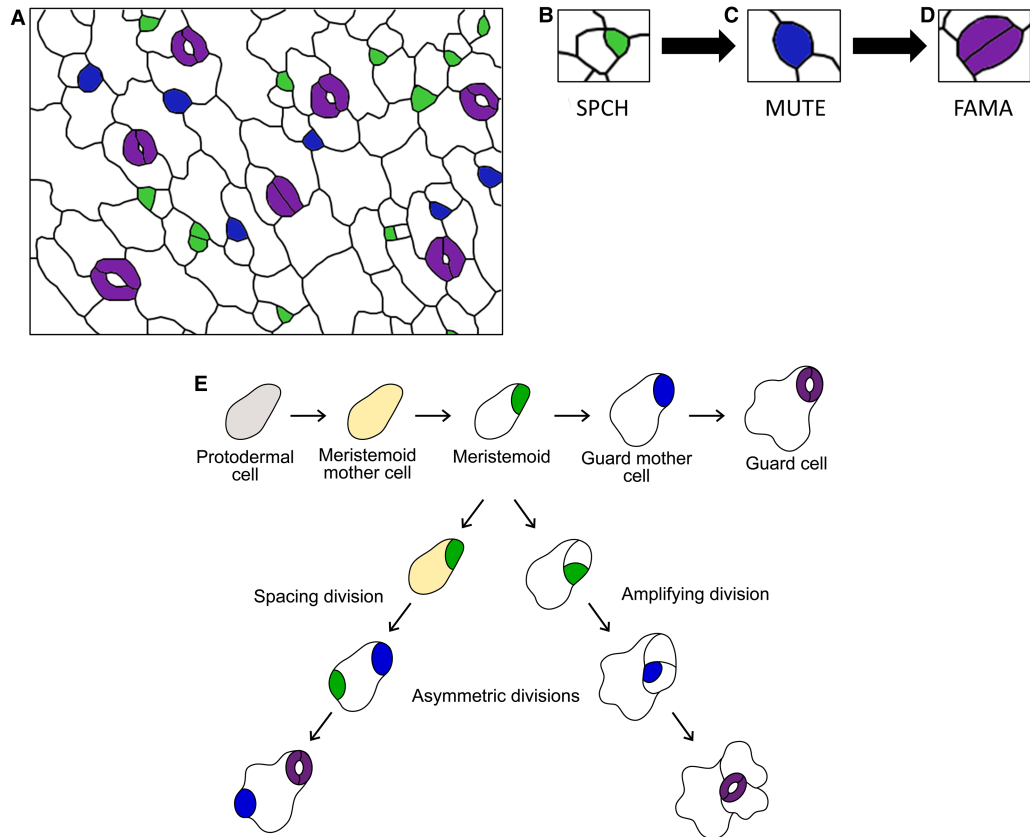 A
B
C
D
SPCH
MUTE
FAMA
E
Protodermal
cell
Meristemoid
mother cell
Meristemoid
Guard mother
cell
Guard cell
Spacing division
Amplifying division
Asymmetric divisions